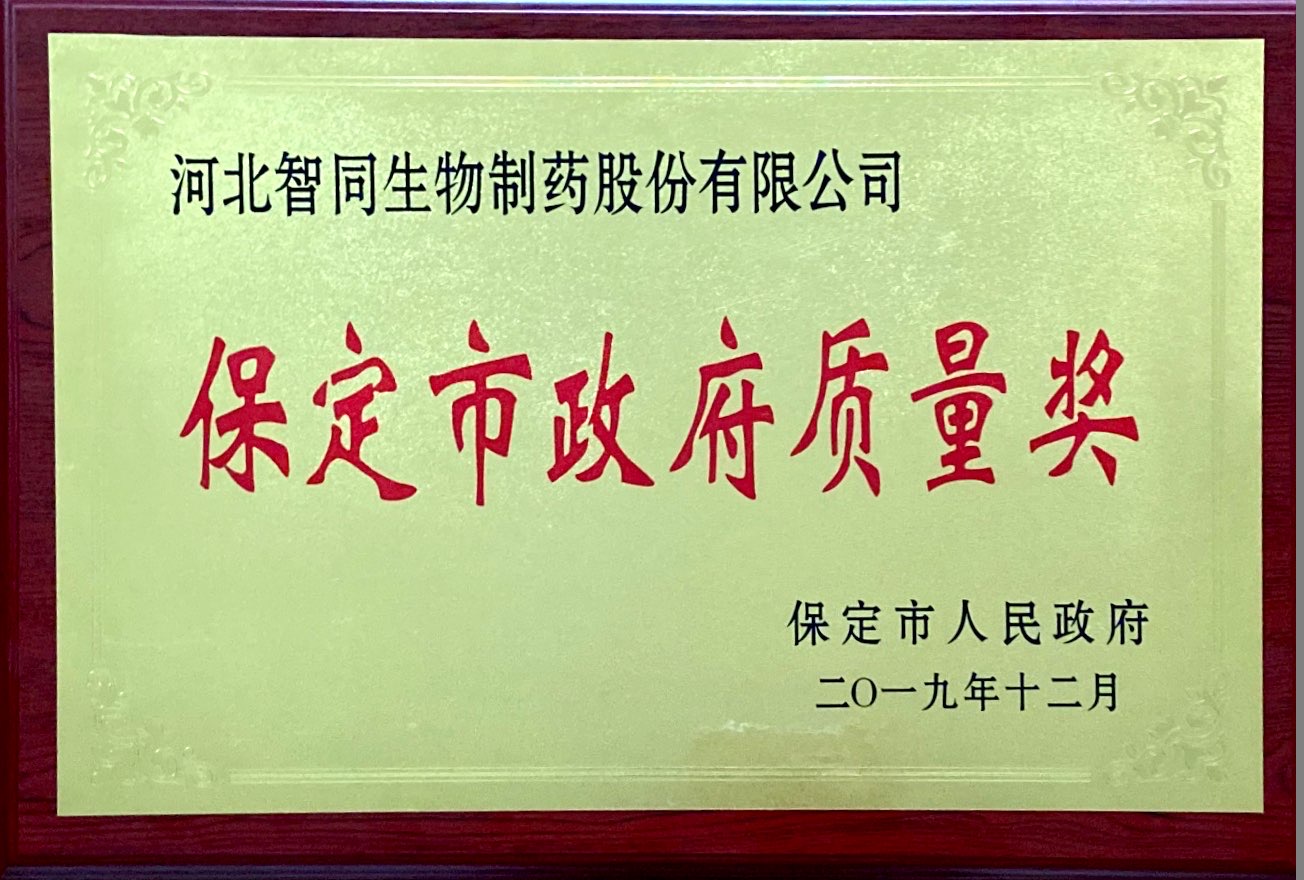 河北智同生物制药股份有限公司
保定市政府质量奖
保定市人民政府
二〇一九年十二月